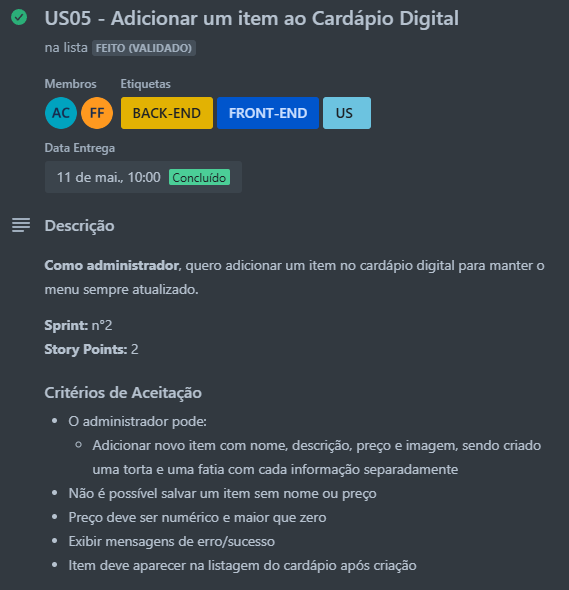 US05 - Adicionar um item ao Cardápio Digital
na lista FEITO (VALIDADO)
Membros Etiquetas
AC FF BACK-END FRONT-END US
Data Entrega
11 de mai., 10:00 Concluído
Descrição
Como administrador, quero adicionar um item no cardápio digital para manter o
menu sempre atualizado.
Sprint: n°2
Story Points: 2
Critérios de Aceitação
O administrador pode:
Adicionar novo item com nome, descrição, preço e imagem, sendo criado
uma torta e uma fatia com cada informação separadamente
Não é possível salvar um item sem nome ou preço
Preço deve ser numérico e maior que zero
Exibir mensagens de erro/sucesso
Item deve aparecer na listagem do cardápio após criação